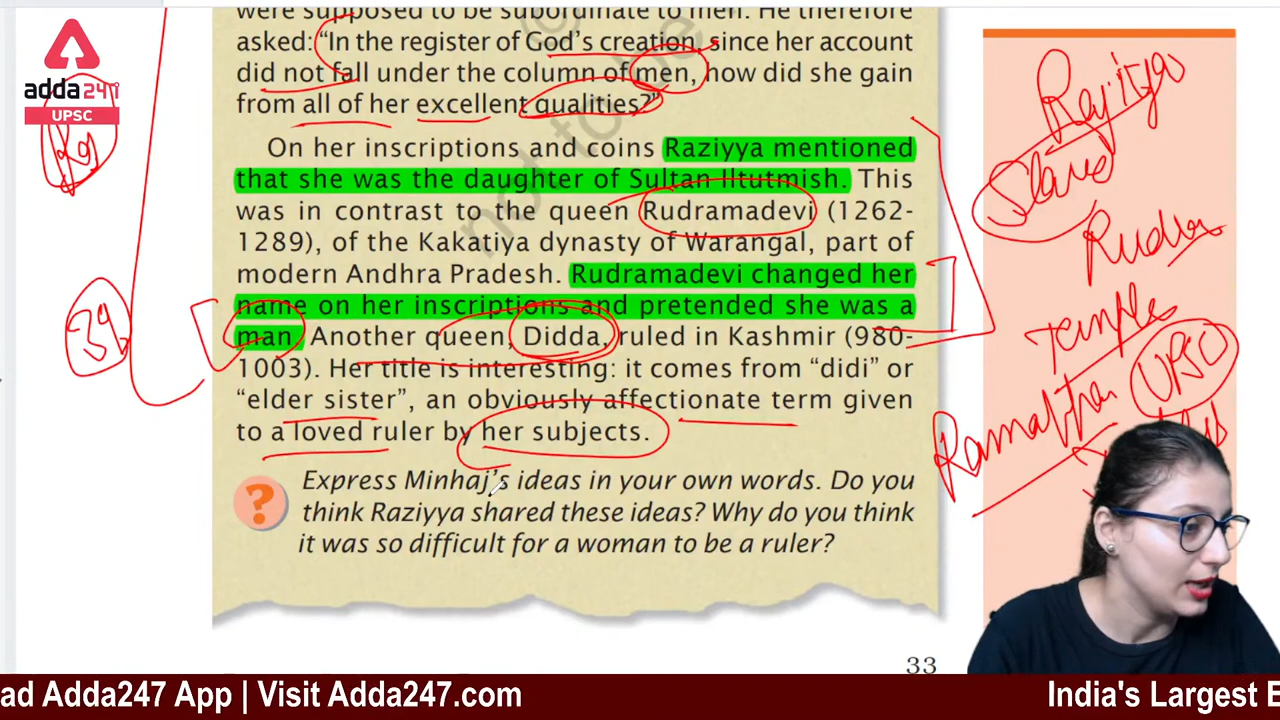 were supposed to be subordinate to men. He therefore
asked: “In the register of God’s creation, since her account
did not fall under the column of men, how did she gain
from all of her excellent qualities?”
On her inscriptions and coins Raziyya mentioned
that she was the daughter of Sultan Iltutmish. This
was in contrast to the queen Rudramadevi (1262-
1289), of the Kakatiya dynasty of Warangal, part of
modern Andhra Pradesh. Rudramadevi changed her
name on her inscriptions and pretended she was a
man. Another queen, Didda, ruled in Kashmir (980-
1003). Her title is interesting: it comes from “didi” or
“elder sister”, an obviously affectionate term given
to a loved ruler by her subjects.
?
Express Minhaj’s ideas in your own words. Do you
think Raziyya shared these ideas? Why do you think
it was so difficult for a woman to be a ruler?
33
adda247
UPSC
39
Slave
Rudra
Temple
UPSC
not to be
ad Adda247 App | Visit Adda247.com
India's Largest E